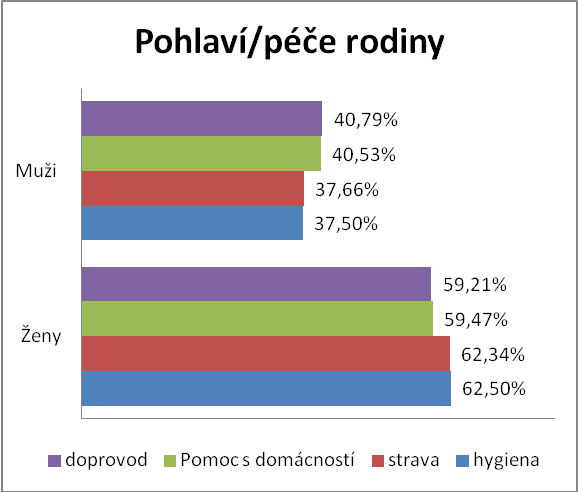 Pohlaví/péče rodiny
Muži
40,79%
40,53%
37,66%
37,50%
Ženy
59,21%
59,47%
62,34%
62,50%
doprovod Pomoc s domácností strava hygiena